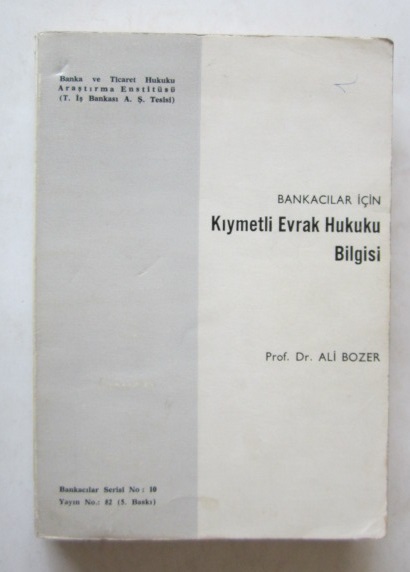 Banka ve Ticaret Hukuku
Araştırma Enstitüsü
(T. İş Bankası A. Ş. Tesisi)
BANKACILAR İÇİN
Kıymetli Evrak Hukuku
Bilgisi
Prof. Dr. ALİ BOZER
Bankacılar Serisi No : 10
Yayın No.: 82 (5. Baskı)